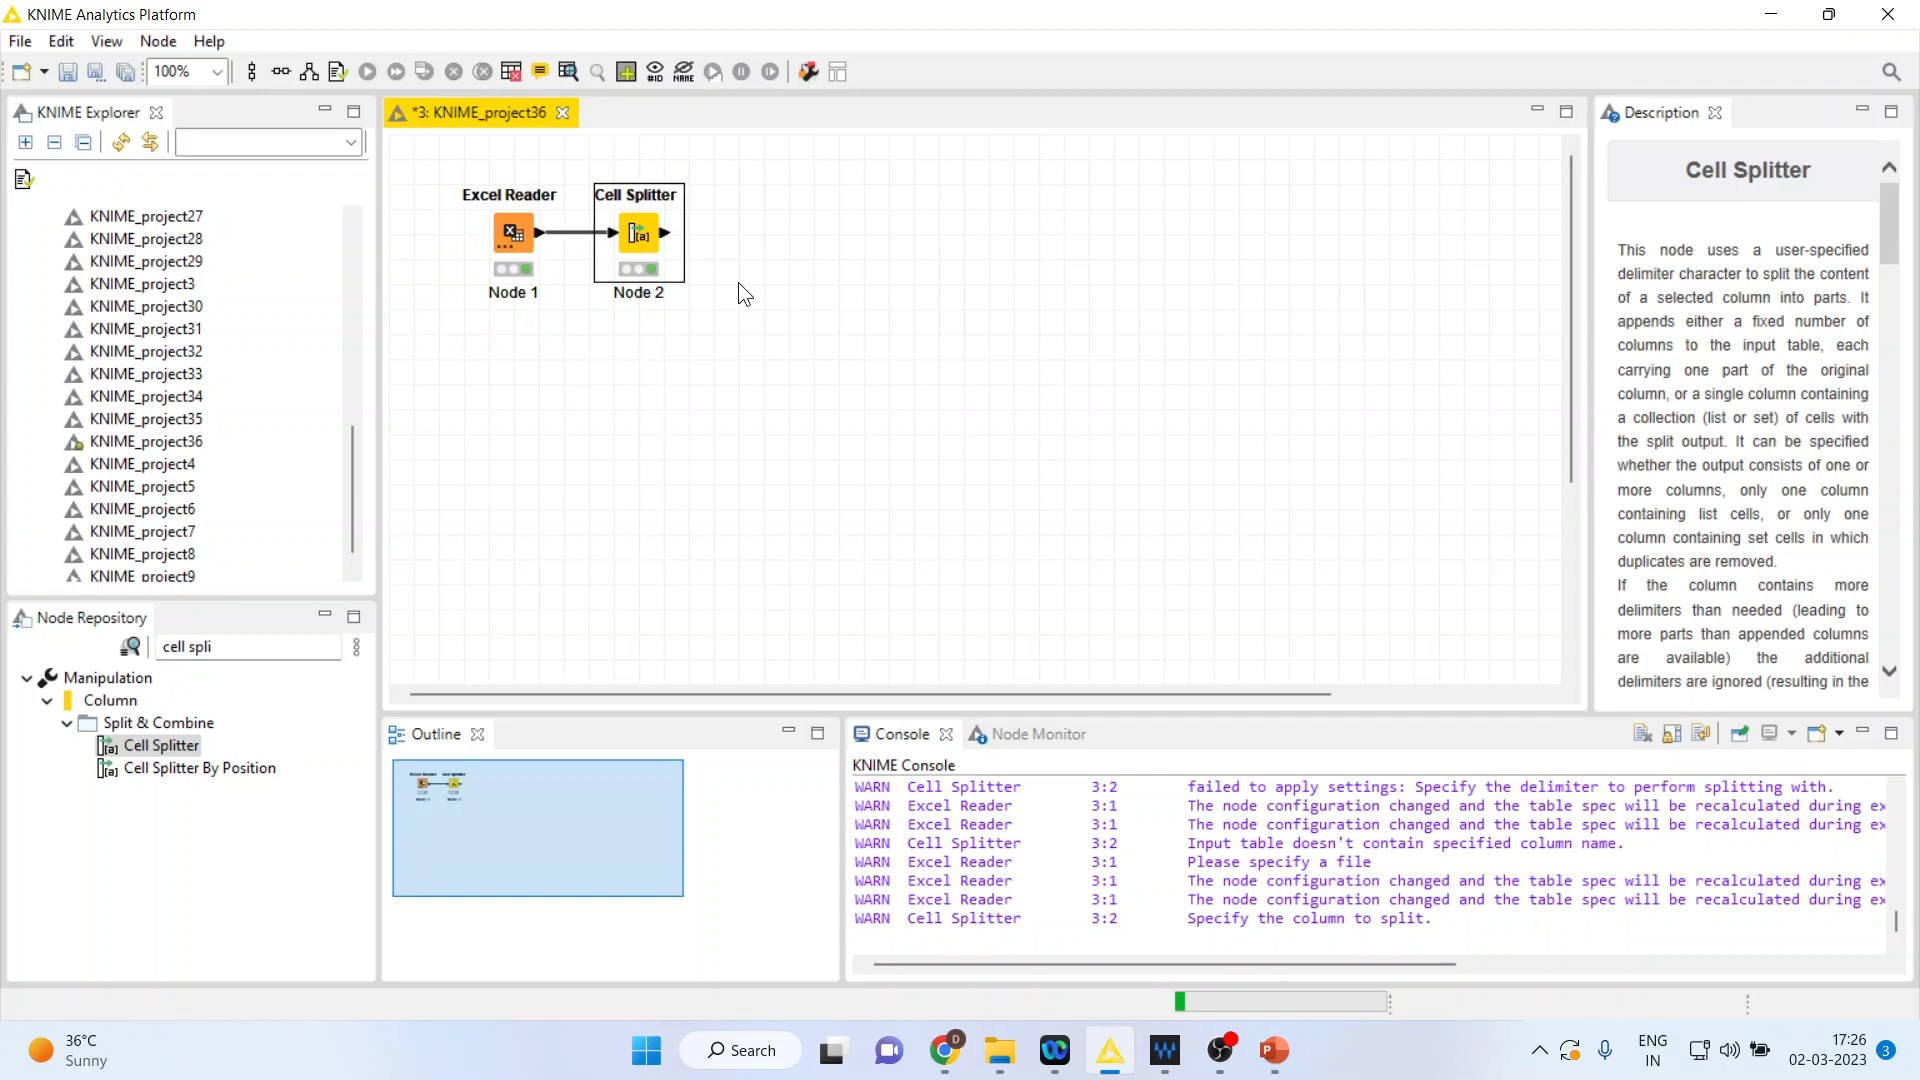 KNIME Analytics Platform
File Edit View Node Help
100%
KNIME Explorer
KNIME_project27
KNIME_project28
KNIME_project29
KNIME_project3
KNIME_project30
KNIME_project31
KNIME_project32
KNIME_project33
KNIME_project34
KNIME_project35
KNIME_project36
KNIME_project4
KNIME_project5
KNIME_project6
KNIME_project7
KNIME_project8
KNIME_project9
Node Repository
cell spli
Manipulation
Column
Split & Combine
Cell Splitter
Cell Splitter By Position
*3: KNIME_project36
Excel Reader
Node 1
Cell Splitter
Node 2
Outline
Console
Node Monitor
KNIME Console
WARN Cell Splitter 3:2 failed to apply settings: Specify the delimiter to perform splitting with.
WARN Excel Reader 3:1 The node configuration changed and the table spec will be recalculated during ex
WARN Excel Reader 3:1 The node configuration changed and the table spec will be recalculated during ex
WARN Cell Splitter 3:2 Input table doesn't contain specified column name.
WARN Excel Reader 3:1 Please specify a file
WARN Excel Reader 3:1 The node configuration changed and the table spec will be recalculated during ex
WARN Excel Reader 3:1 The node configuration changed and the table spec will be recalculated during ex
WARN Cell Splitter 3:2 Specify the column to split.
Description
Cell Splitter
This node uses a user-specified
delimiter character to split the content
of a selected column into parts. It
appends either a fixed number of
columns to the input table, each
carrying one part of the original
column, or a single column containing
a collection (list or set) of cells with
the split output. It can be specified
whether the output consists of one or
more columns, only one column
containing list cells, or only one
column containing set cells in which
duplicates are removed.
If the column contains more
delimiters than needed (leading to
more parts than appended columns
are available) the additional
delimiters are ignored (resulting in the
36°C
Sunny
Search
ENG
IN
17:26
02-03-2023
3